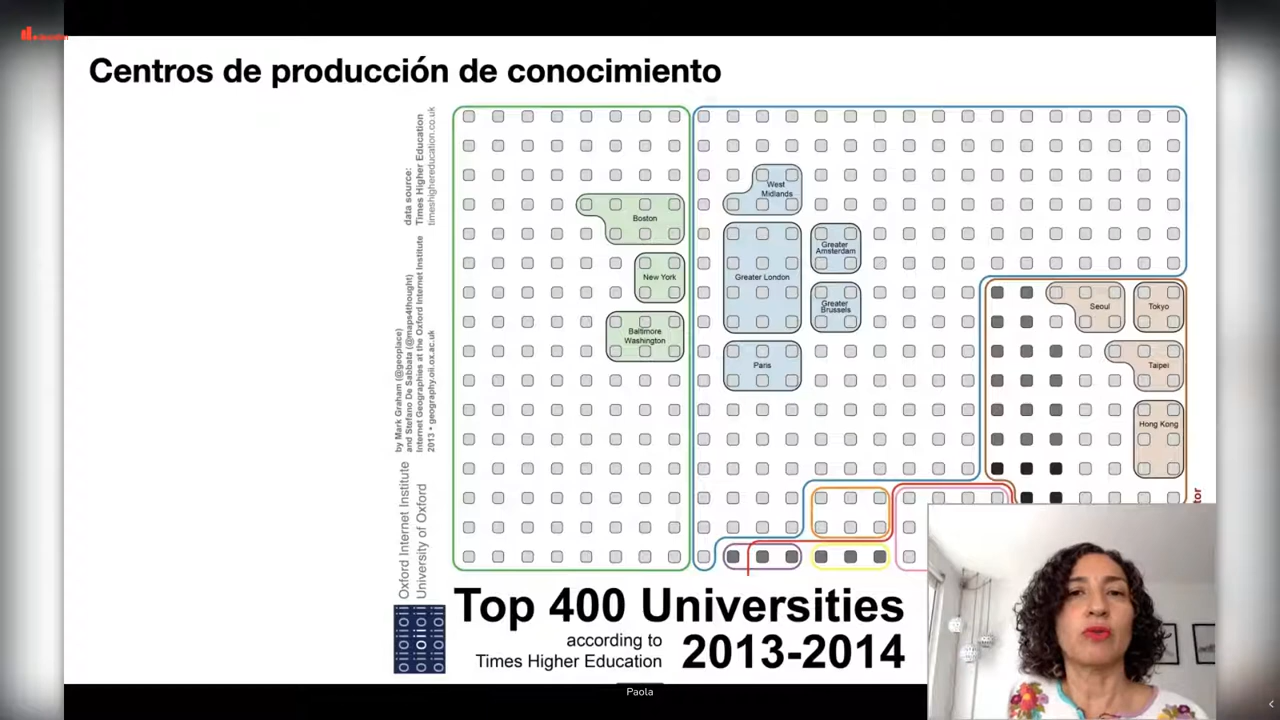 Centros de producción de conocimiento
data source:
Times Higher Education
timeshighereducation.co.uk
by Mark Graham (@geoplace)
and Stefano De Sabbata (@maps4thought)
Internet Geographies at the Oxford Internet Institute
2013 • geography.oii.ox.ac.uk
Oxford Internet Institute
University of Oxford
oiioiioii
West
Midlands
Boston
Greater
Amsterdam
New York
Greater London
Greater
Brussels
Seoul
Tokyo
Baltimore
Washington
Paris
Taipei
Hong Kong
Top 400 Universities
according to
Times Higher Education
2013-2014
Paola